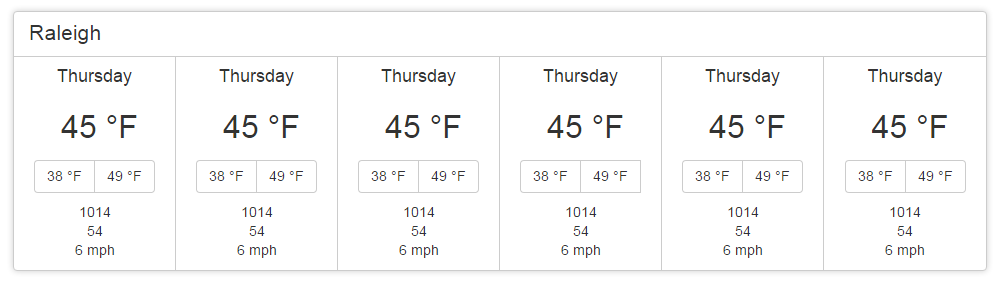 Raleigh
Thursday Thursday Thursday Thursday Thursday Thursday
45 °F 45 °F 45 °F 45 °F 45 °F 45 °F
38 °F 49 °F 38 °F 49 °F 38 °F 49 °F 38 °F 49 °F 38 °F 49 °F 38 °F 49 °F
1014 1014 1014 1014 1014 1014
54 54 54 54 54 54
6 mph 6 mph 6 mph 6 mph 6 mph 6 mph